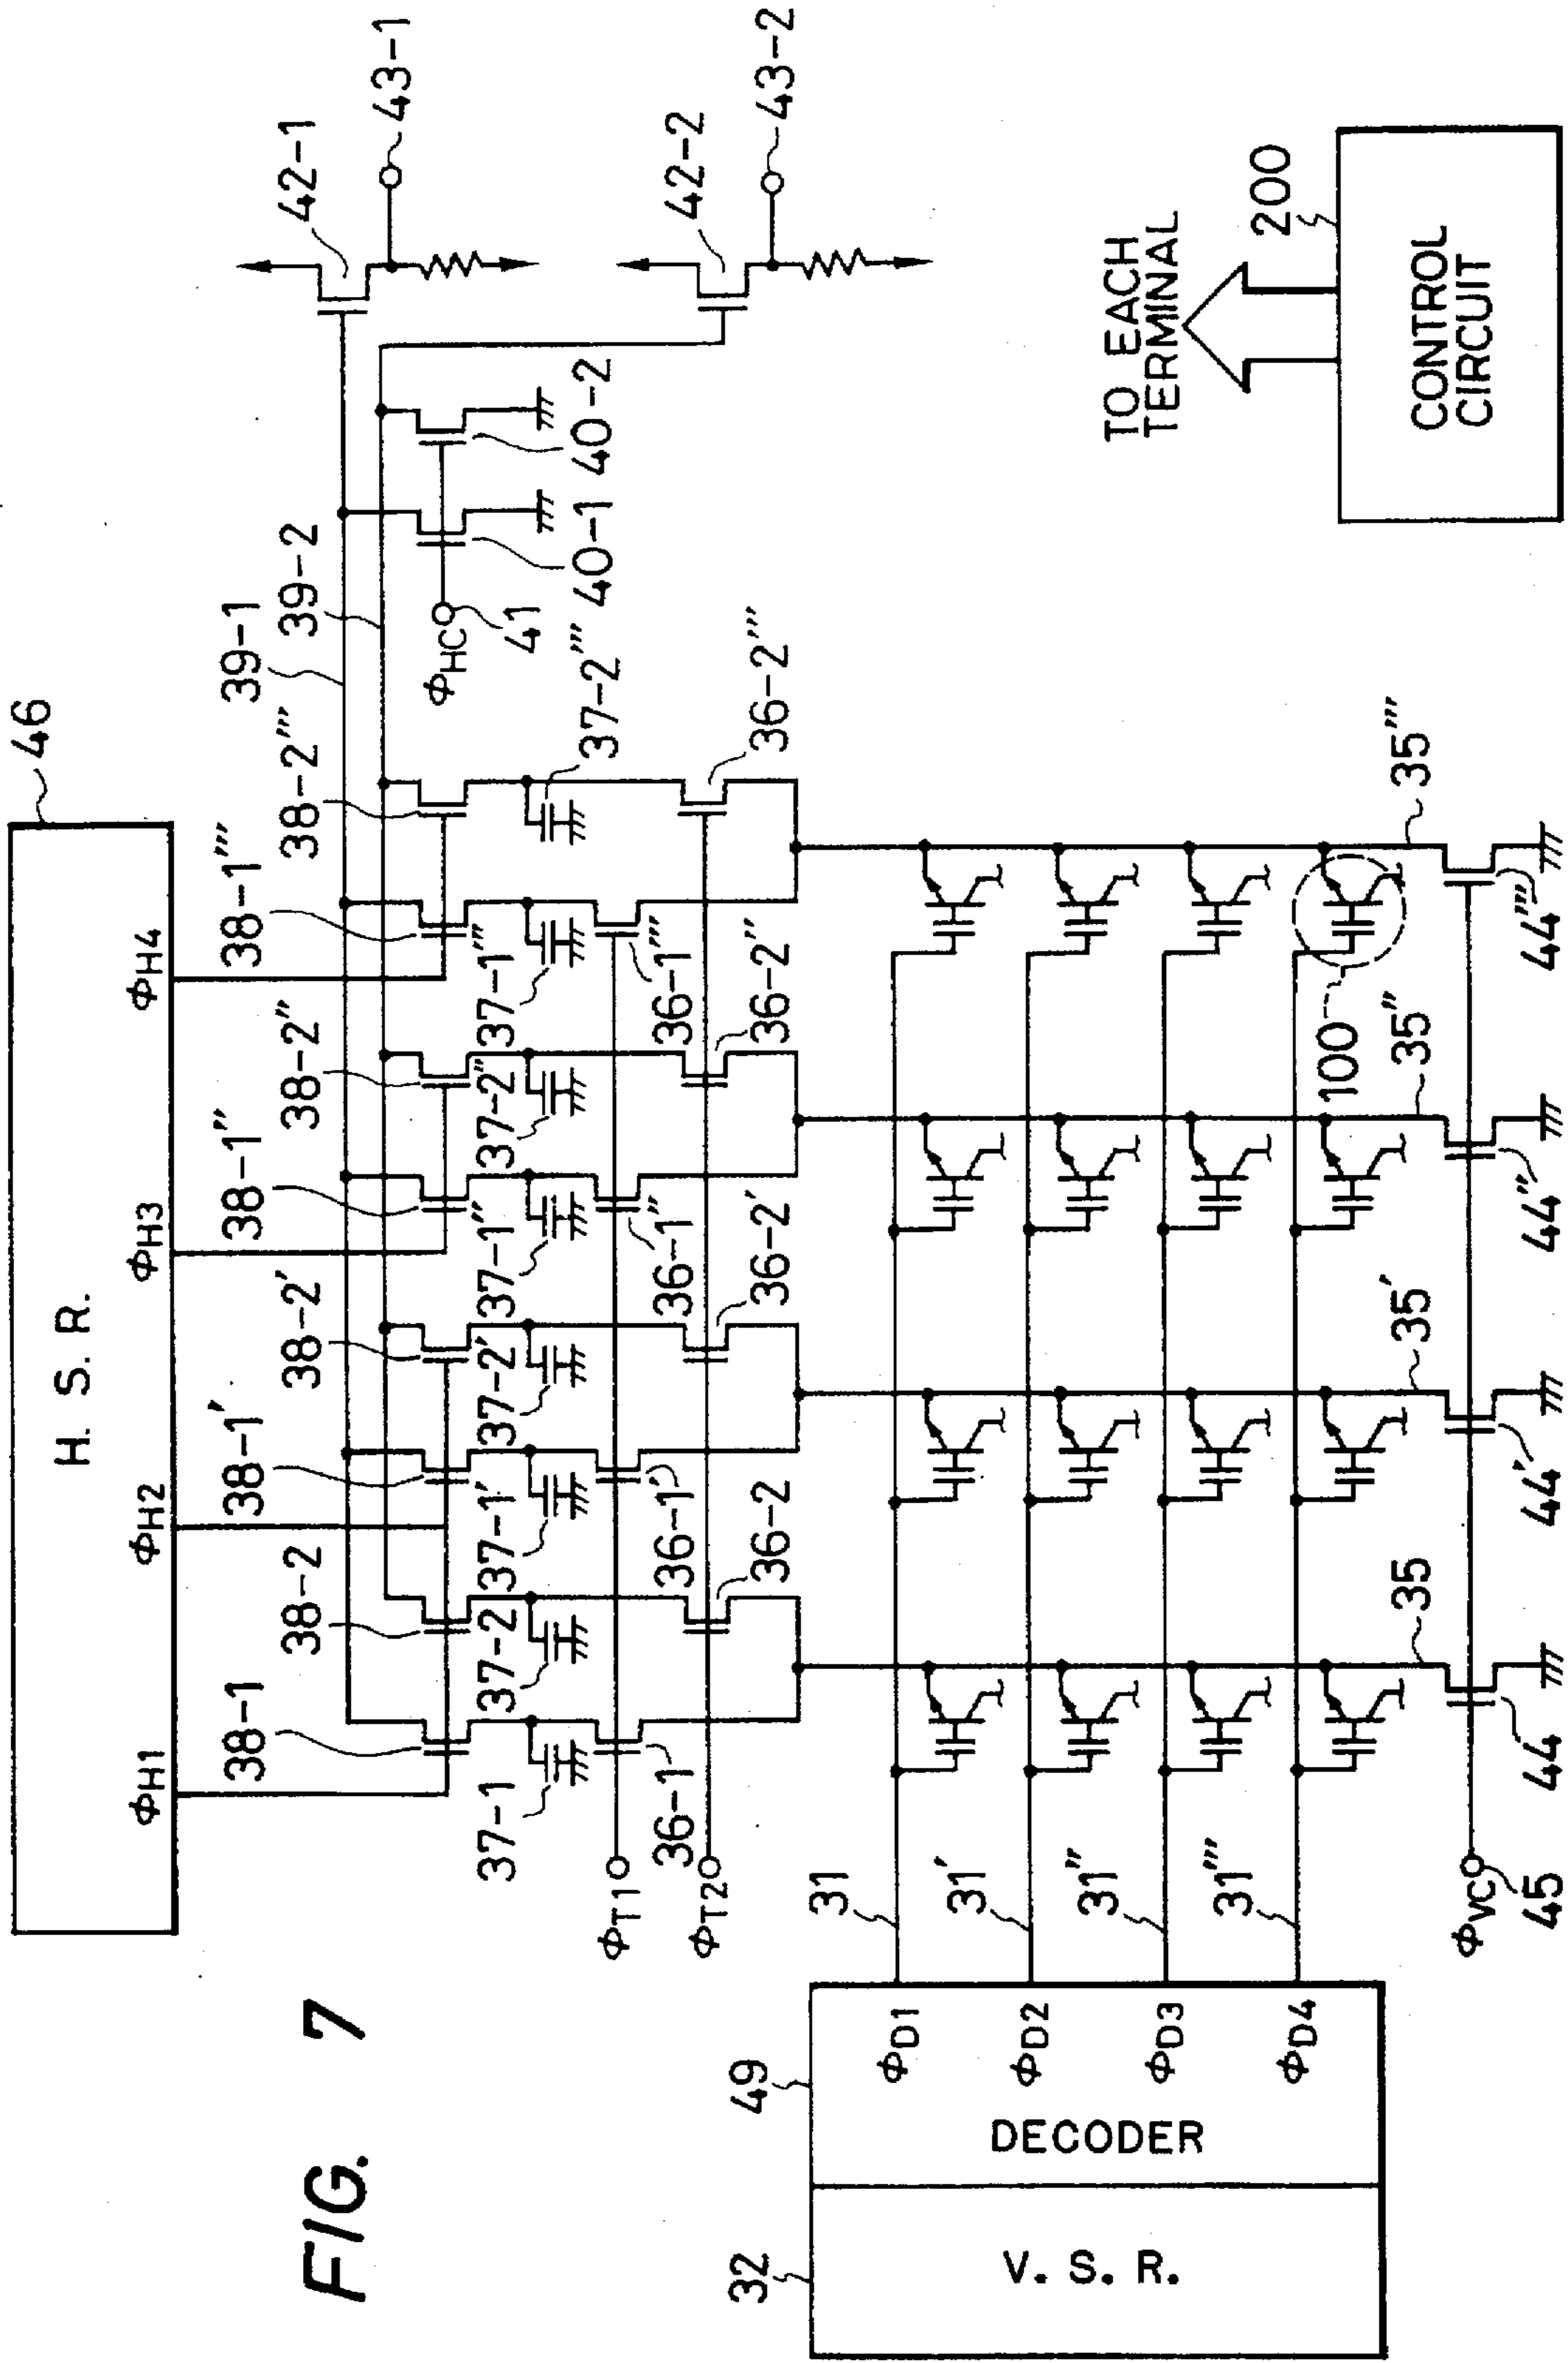 FIG. 7
46
H. S. R.
ΦH1
ΦH2
ΦH3
ΦH4
38-1
38-2
38-1'
38-2'
38-1''
38-2''
38-1'''
38-2'''
39-1
39-2
42-1
43-1
37-1
37-2
37-1'
37-2'
37-1''
37-2''
37-1'''
37-2'''
ΦHC
41
40-1
40-2
42-2
43-2
ΦT1
ΦT2
36-1
36-2
36-1'
36-2'
36-1''
36-2''
36-1'''
36-2'''
32
49
V. S. R.
DECODER
ΦD1
ΦD2
ΦD3
ΦD4
31
31'
31''
31'''
35
35'
35''
35'''
100
ΦVC
45
44
44'
44''
44'''
TO EACH
TERMINAL
200
CONTROL
CIRCUIT